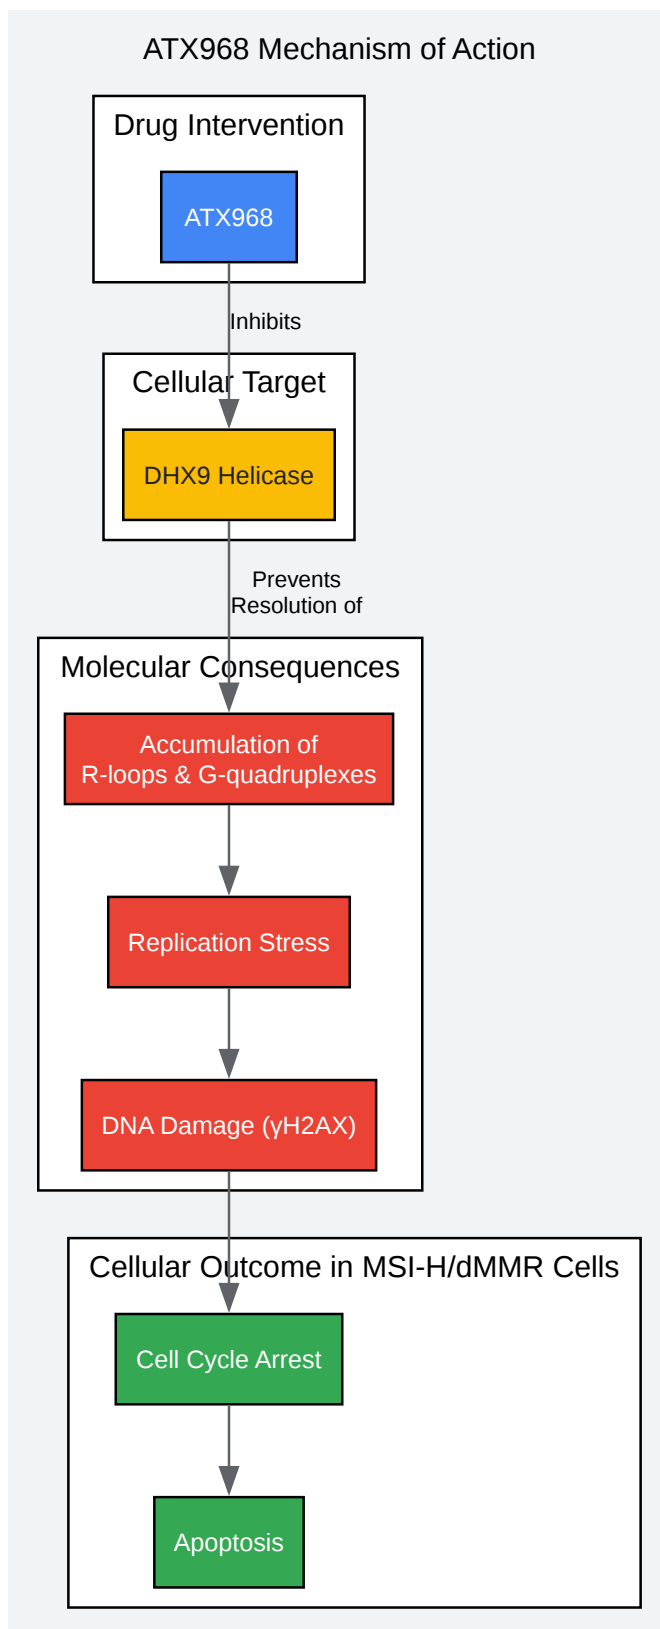 ATX968 Mechanism of Action
Drug Intervention
ATX968
Inhibits
Cellular Target
DHX9 Helicase
Prevents
Resolution of
Molecular Consequences
Accumulation of
R-loops & G-quadruplexes
Replication Stress
DNA Damage (γH2AX)
Cellular Outcome in MSI-H/dMMR Cells
Cell Cycle Arrest
Apoptosis